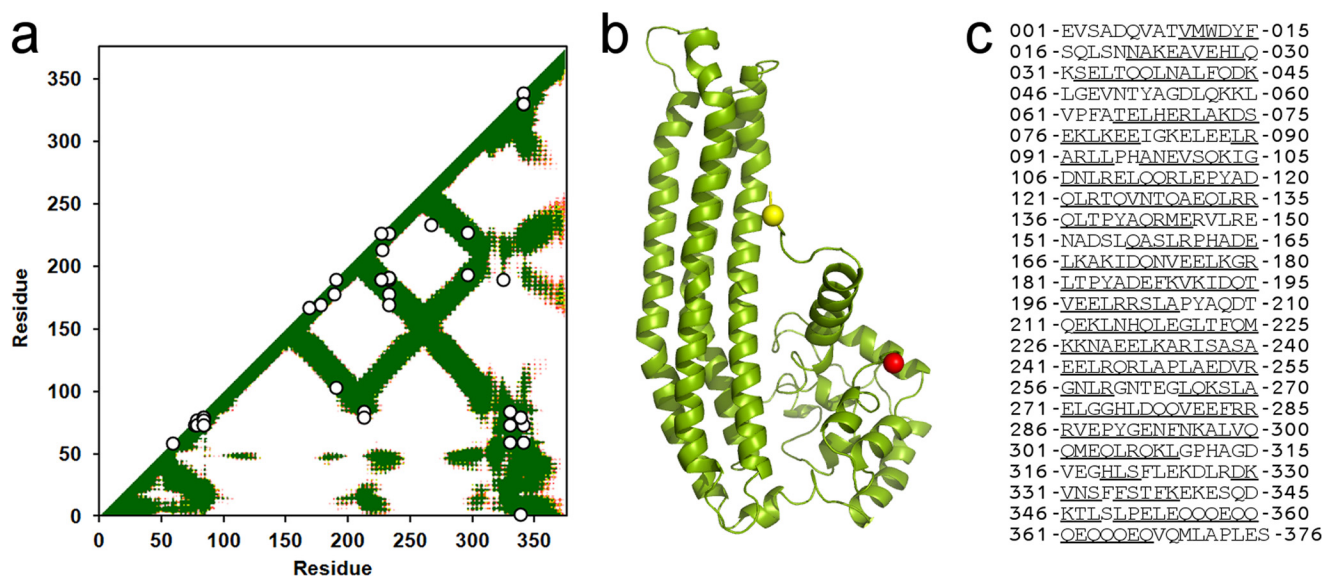 a
b
c
350
300
250
200
150
100
50
0
Residue
0 50 100 150 200 250 300 350
Residue
001-EVSADQVATVMWDYF-015
016-SQLSNNAKEAVEHLQ-030
031-KSELTQQLNALFQDK-045
046-LGEVNTYAGDLQKKL-060
061-VPFATELHERLAKDS-075
076-EKLKEEIGKELEELR-090
091-ARLLPHANEVSQKIG-105
106-DNLRELQQRLEPYAD-120
121-QLRTQVNTQAEQLRR-135
136-QLTPYAQRMERVLRE-150
151-NADSLQASLRPHADE-165
166-LKAKIDQNVEELKGR-180
181-LTPYADEFKVKIDQT-195
196-VEELRRSLAPYAQDT-210
211-QEKLNHQLEGLTFQM-225
226-KKNAEELKARISASA-240
241-EELRQRLAPLAEDVR-255
256-GNLRGNTEGLQKSLA-270
271-ELGGHLDQQVEEFRR-285
286-RVEPYGENFNKALVQ-300
301-QMEQLRQKLGPHAGD-315
316-VEGHLSFLEKDLRDK-330
331-VNSFFSTFKEKESQD-345
346-KTLSLPELEQQQEQQ-360
361-QEQQQEQVQMLAPLES-376